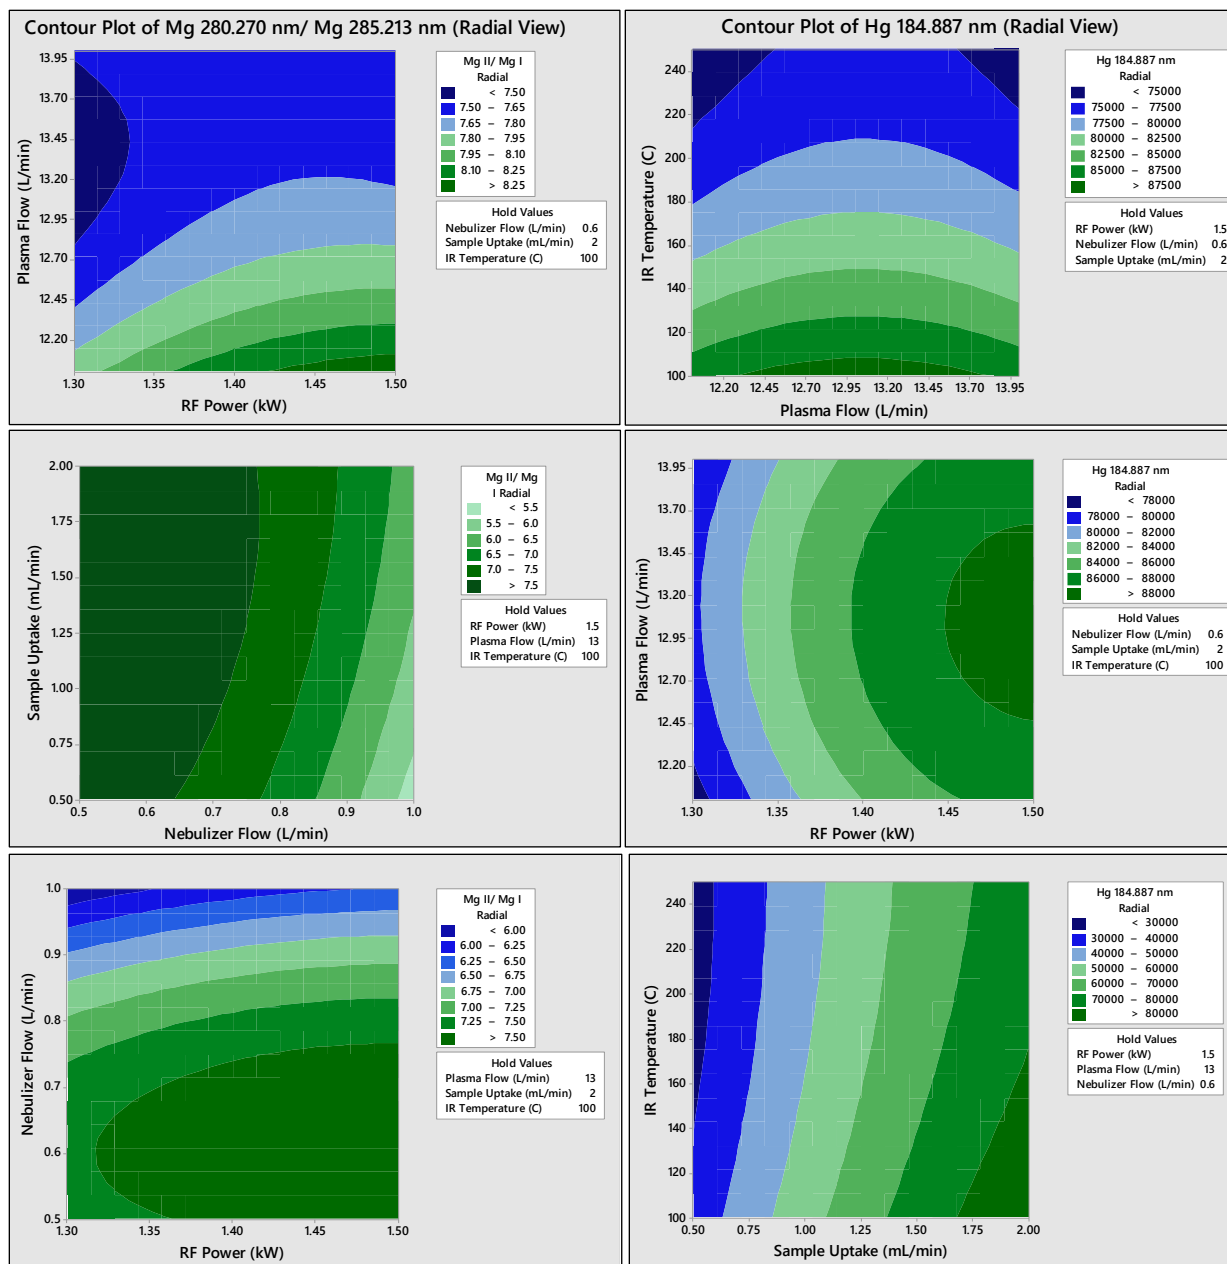 Contour Plot of Mg 280.270 nm/ Mg 285.213 nm (Radial View)
13.95
13.70
13.45
13.20
12.95
12.70
12.45
12.20
Plasma Flow (L/min)
1.30 1.35 1.40 1.45 1.50
RF Power (kW)
Mg II/ Mg I
Radial
< 7.50
7.50 – 7.65
7.65 – 7.80
7.80 – 7.95
7.95 – 8.10
8.10 – 8.25
> 8.25
Hold Values
Nebulizer Flow (L/min) 0.6
Sample Uptake (mL/min) 2
IR Temperature (C) 100
Contour Plot of Hg 184.887 nm (Radial View)
240
220
200
180
160
140
120
100
IR Temperature (C)
12.20 12.45 12.70 12.95 13.20 13.45 13.70 13.95
Plasma Flow (L/min)
Hg 184.887 nm
Radial
< 75000
75000 – 77500
77500 – 80000
80000 – 82500
82500 – 85000
85000 – 87500
> 87500
Hold Values
RF Power (kW) 1.5
Nebulizer Flow (L/min) 0.6
Sample Uptake (mL/min) 2
2.00
1.75
1.50
1.25
1.00
0.75
0.50
Sample Uptake (mL/min)
0.5 0.6 0.7 0.8 0.9 1.0
Nebulizer Flow (L/min)
Mg II/ Mg
I Radial
< 5.5
5.5 – 6.0
6.0 – 6.5
6.5 – 7.0
7.0 – 7.5
> 7.5
Hold Values
RF Power (kW) 1.5
Plasma Flow (L/min) 13
IR Temperature (C) 100
13.95
13.70
13.45
13.20
12.95
12.70
12.45
12.20
Plasma Flow (L/min)
1.30 1.35 1.40 1.45 1.50
RF Power (kW)
Hg 184.887 nm
Radial
< 78000
78000 – 80000
80000 – 82000
82000 – 84000
84000 – 86000
86000 – 88000
> 88000
Hold Values
Nebulizer Flow (L/min) 0.6
Sample Uptake (mL/min) 2
IR Temperature (C) 100
1.0
0.9
0.8
0.7
0.6
0.5
Nebulizer Flow (L/min)
1.30 1.35 1.40 1.45 1.50
RF Power (kW)
Mg II/ Mg I
Radial
< 6.00
6.00 – 6.25
6.25 – 6.50
6.50 – 6.75
6.75 – 7.00
7.00 – 7.25
7.25 – 7.50
> 7.50
Hold Values
Plasma Flow (L/min) 13
Sample Uptake (mL/min) 2
IR Temperature (C) 100
240
220
200
180
160
140
120
100
IR Temperature (C)
0.50 0.75 1.00 1.25 1.50 1.75 2.00
Sample Uptake (mL/min)
Hg 184.887 nm
Radial
< 30000
30000 – 40000
40000 – 50000
50000 – 60000
60000 – 70000
70000 – 80000
> 80000
Hold Values
RF Power (kW) 1.5
Plasma Flow (L/min) 13
Nebulizer Flow (L/min) 0.6